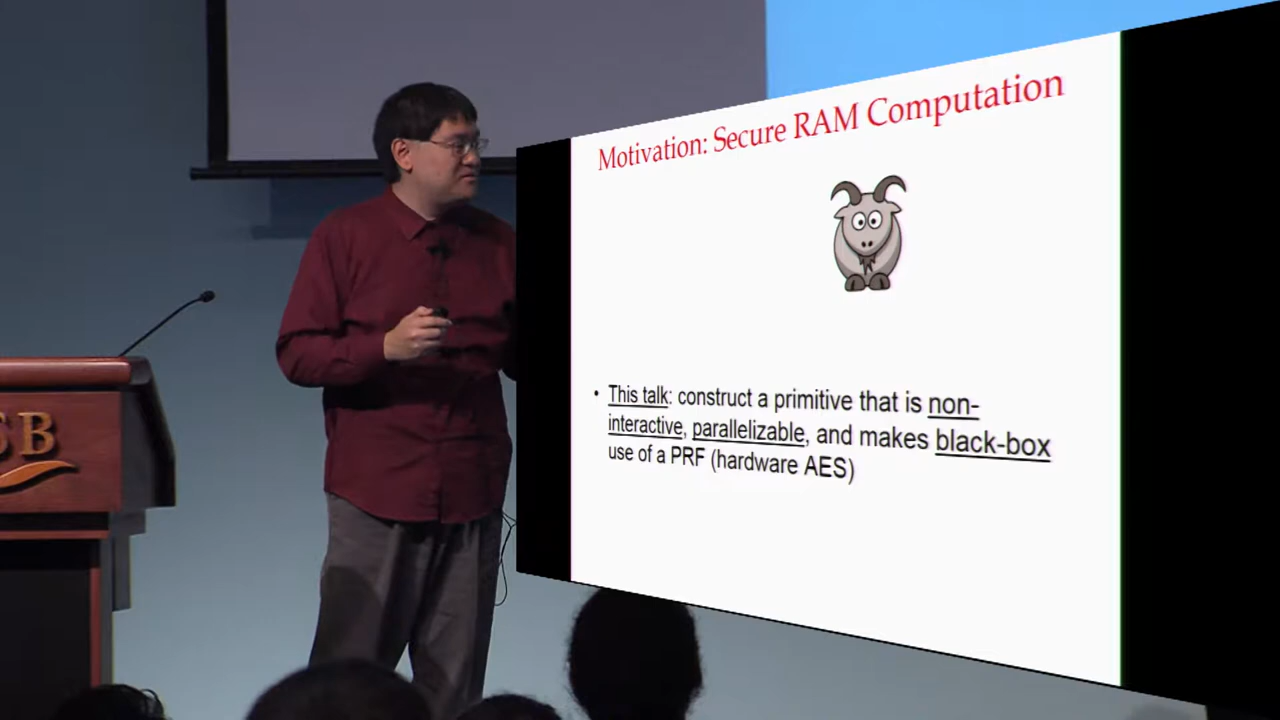 Motivation: Secure RAM Computation
• This talk: construct a primitive that is non-
interactive, parallelizable, and makes black-box
use of a PRF (hardware AES)
SB